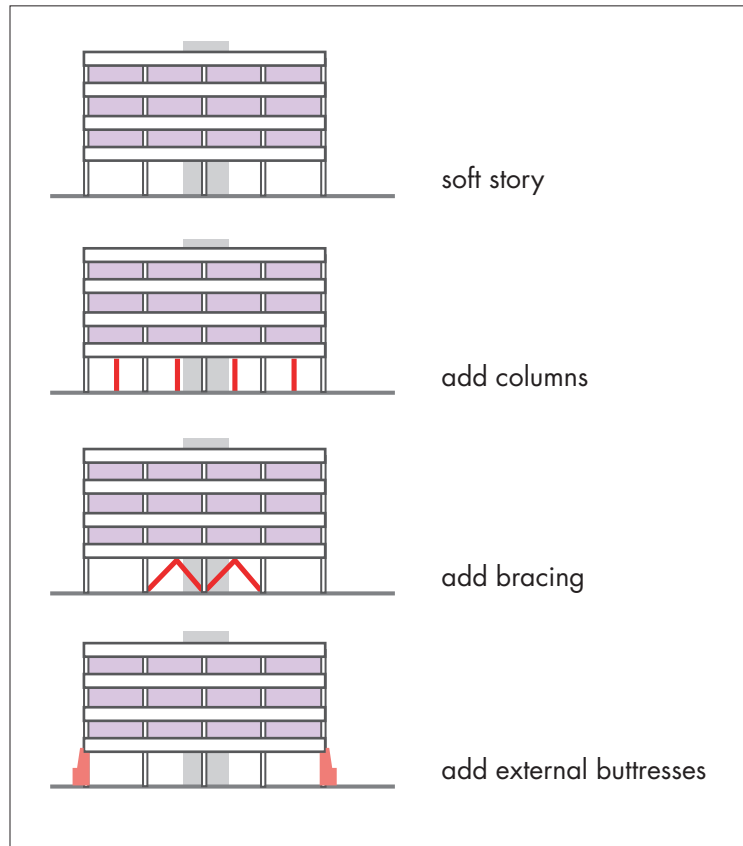 soft story
add columns
add bracing
add external buttresses